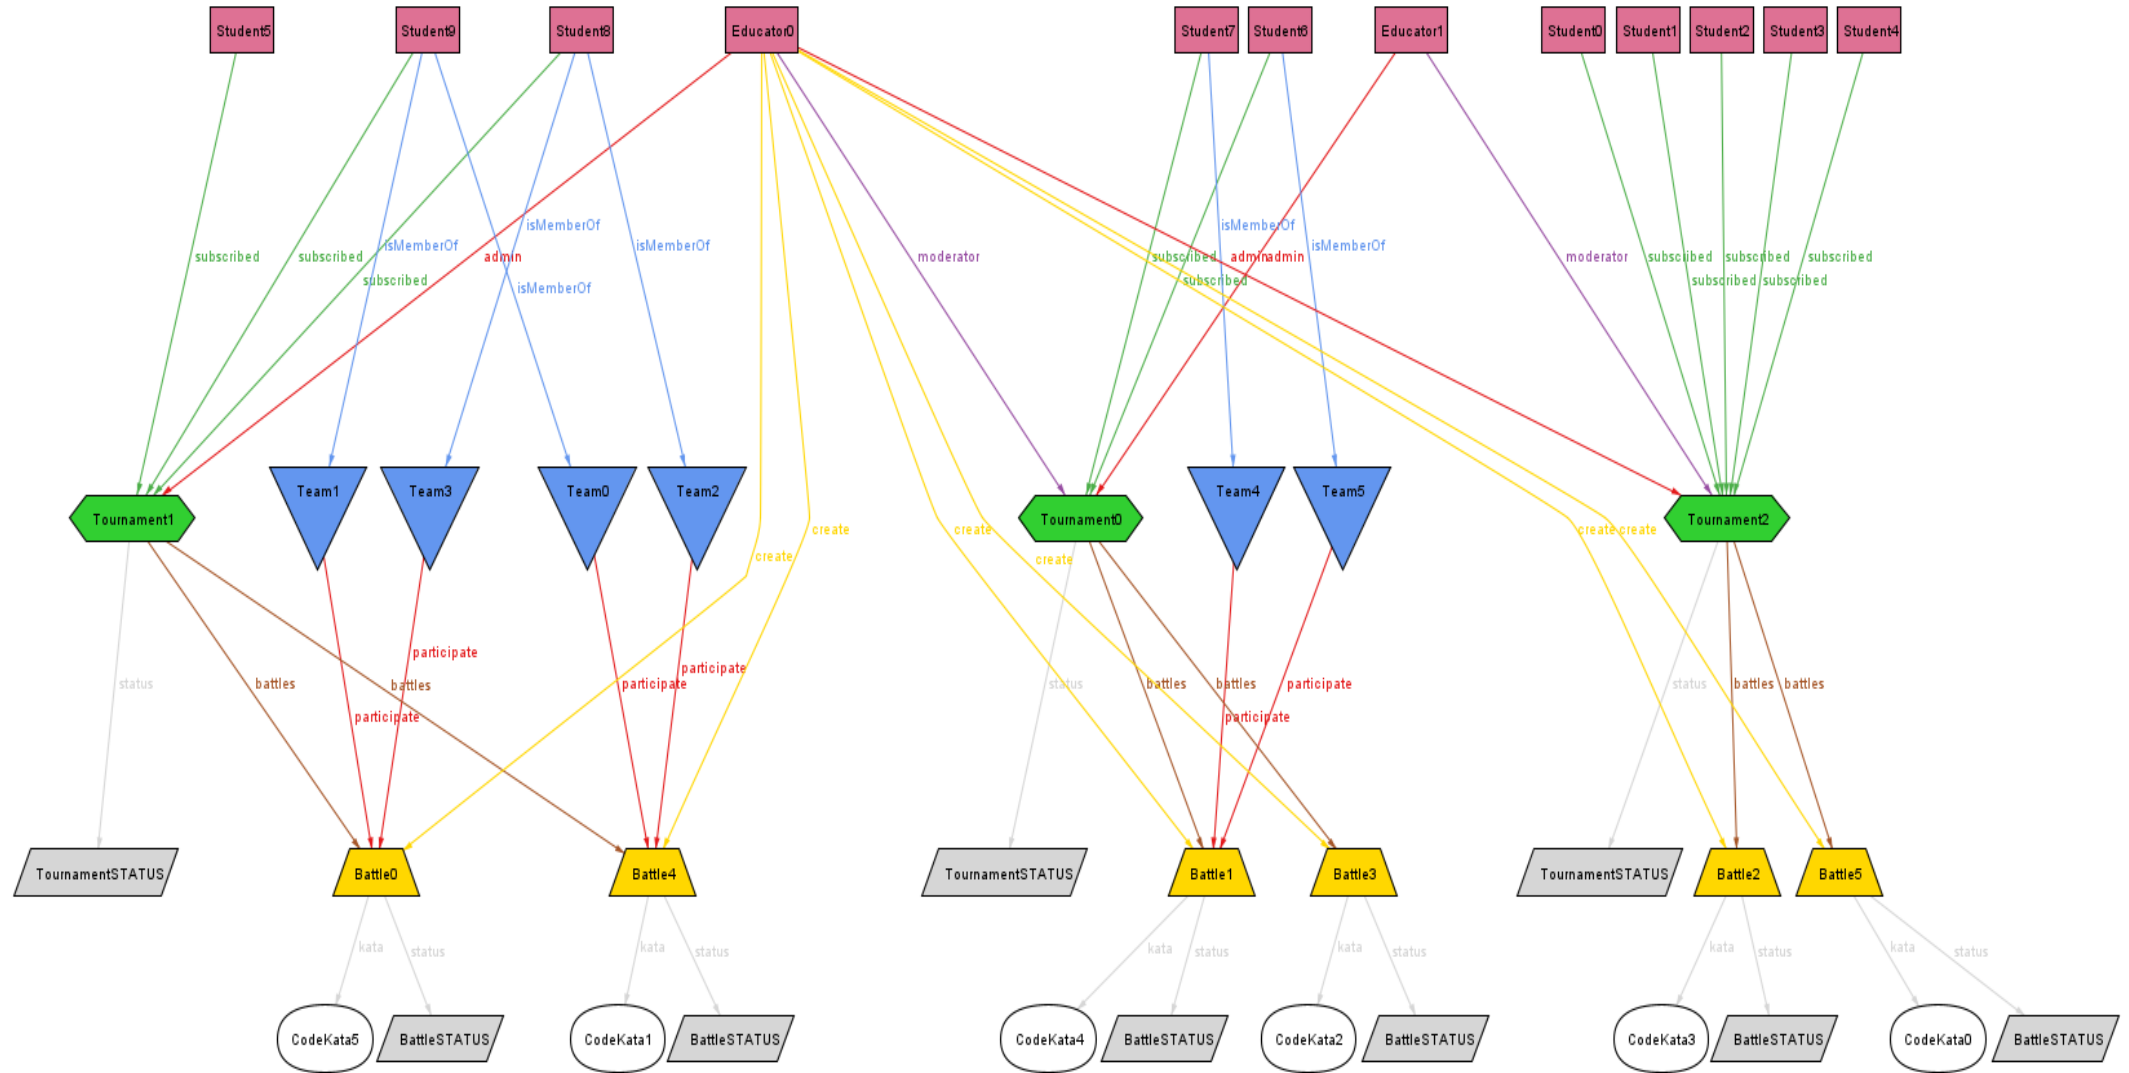 Student5
Student9
Student8
Educator0
Student7
Student6
Educator1
Student0
Student1
Student2
Student3
Student4
isMemberOf
isMemberOf
isMemberOf
isMemberOf
isMemberOf
subscribed
subscribed
admin
moderator
subscribed
admin
admin
moderator
subscribed
subscribed
subscribed
subscribed
isMemberOf
subscribed
subscribed
subscribed
Team1
Team3
Team0
Team2
Team4
Team5
Tournament1
Tournament0
Tournament2
create
create
create
create
create
create
participate
participate
status
battles
battles
participate
status
battles
battles
participate
status
battles
battles
participate
participate
TournamentSTATUS
Battle0
Battle4
TournamentSTATUS
Battle1
Battle3
TournamentSTATUS
Battle2
Battle5
kata
status
kata
status
kata
status
kata
status
kata
status
kata
status
CodeKata5
BattleSTATUS
CodeKata1
BattleSTATUS
CodeKata4
BattleSTATUS
CodeKata2
BattleSTATUS
CodeKata3
BattleSTATUS
CodeKata0
BattleSTATUS